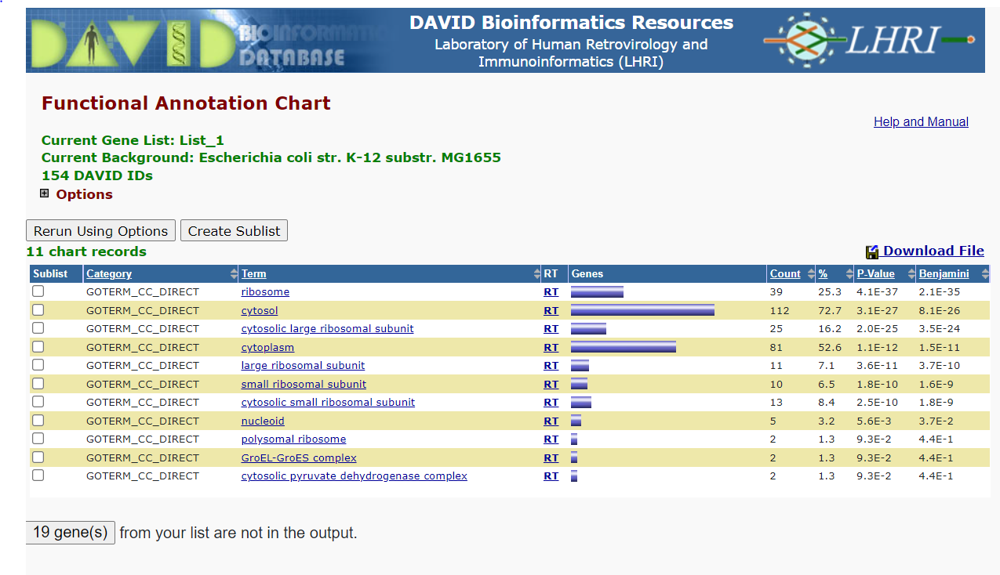 DAVID BIOINFORMATICS DATABASE
DAVID Bioinformatics Resources
Laboratory of Human Retrovirology and
Immunoinformatics (LHRI)
LHRI
Functional Annotation Chart
Help and Manual
Current Gene List: List_1
Current Background: Escherichia coli str. K-12 substr. MG1655
154 DAVID IDs
Options
Rerun Using Options Create Sublist
11 chart records Download File
Sublist Category Term RT Genes Count % P-Value Benjamini
GOTERM_CC_DIRECT ribosome RT 39 25.3 4.1E-37 2.1E-35
GOTERM_CC_DIRECT cytosol RT 112 72.7 3.1E-27 8.1E-26
GOTERM_CC_DIRECT cytosolic large ribosomal subunit RT 25 16.2 2.0E-25 3.5E-24
GOTERM_CC_DIRECT cytoplasm RT 81 52.6 1.1E-12 1.5E-11
GOTERM_CC_DIRECT large ribosomal subunit RT 11 7.1 3.6E-11 3.7E-10
GOTERM_CC_DIRECT small ribosomal subunit RT 10 6.5 1.8E-10 1.6E-9
GOTERM_CC_DIRECT cytosolic small ribosomal subunit RT 13 8.4 2.5E-10 1.8E-9
GOTERM_CC_DIRECT nucleoid RT 5 3.2 5.6E-3 3.7E-2
GOTERM_CC_DIRECT polysomal ribosome RT 2 1.3 9.3E-2 4.4E-1
GOTERM_CC_DIRECT GroEL-GroES complex RT 2 1.3 9.3E-2 4.4E-1
GOTERM_CC_DIRECT cytosolic pyruvate dehydrogenase complex RT 2 1.3 9.3E-2 4.4E-1
19 gene(s) from your list are not in the output.